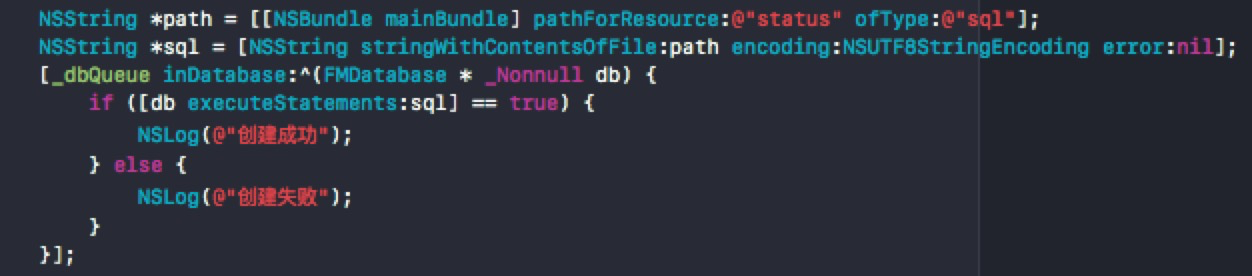 NSString *path = [[NSBundle mainBundle] pathForResource:@"status" ofType:@"sql"];
NSString *sql = [NSString stringWithContentsOfFile:path encoding:NSUTF8StringEncoding error:nil];
[_dbQueue inDatabase:^(FMDatabase * _Nonnull db) {
    if ([db executeStatements:sql] == true) {
        NSLog(@"创建成功");
    } else {
        NSLog(@"创建失败");
    }
}];